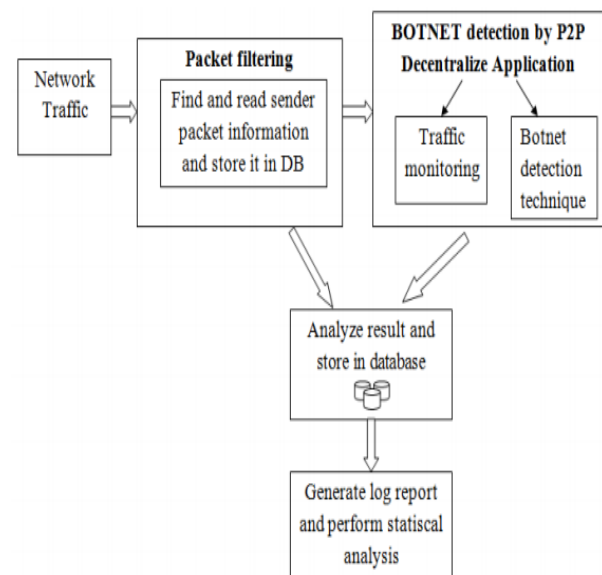 Network
Traffic
Packet filtering
Find and read sender
packet information
and store it in DB
BOTNET detection by P2P
Decentralize Application
Traffic
monitoring
Botnet
detection
technique
Analyze result and
store in database
Generate log report
and perform statiscal
analysis